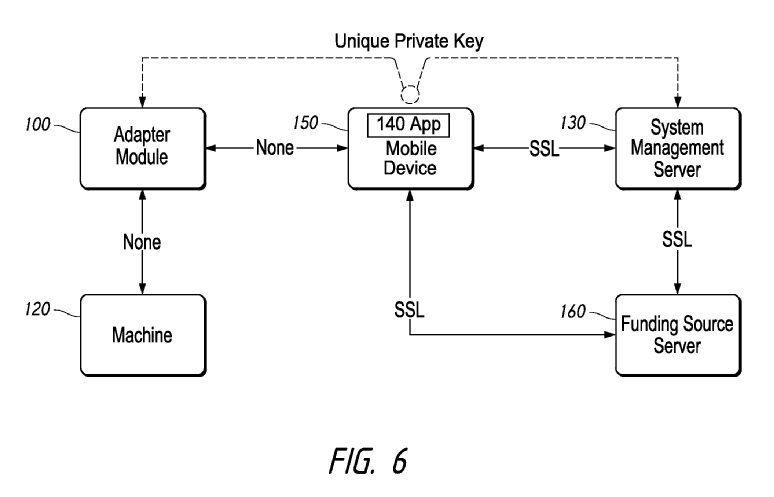 Unique Private Key
100
Adapter
Module
None
150
140 App
Mobile
Device
SSL
130
System
Management
Server
None
SSL
120
Machine
SSL
160
Funding Source
Server
FIG. 6